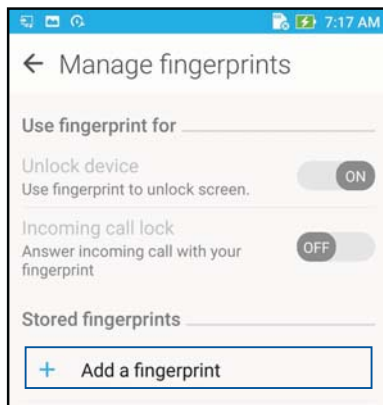 7:17 AM
Manage fingerprints
Use fingerprint for
Unlock device
ON
Use fingerprint to unlock screen.
Incoming call lock
OFF
Answer incoming call with your
fingerprint
Stored fingerprints
+ Add a fingerprint